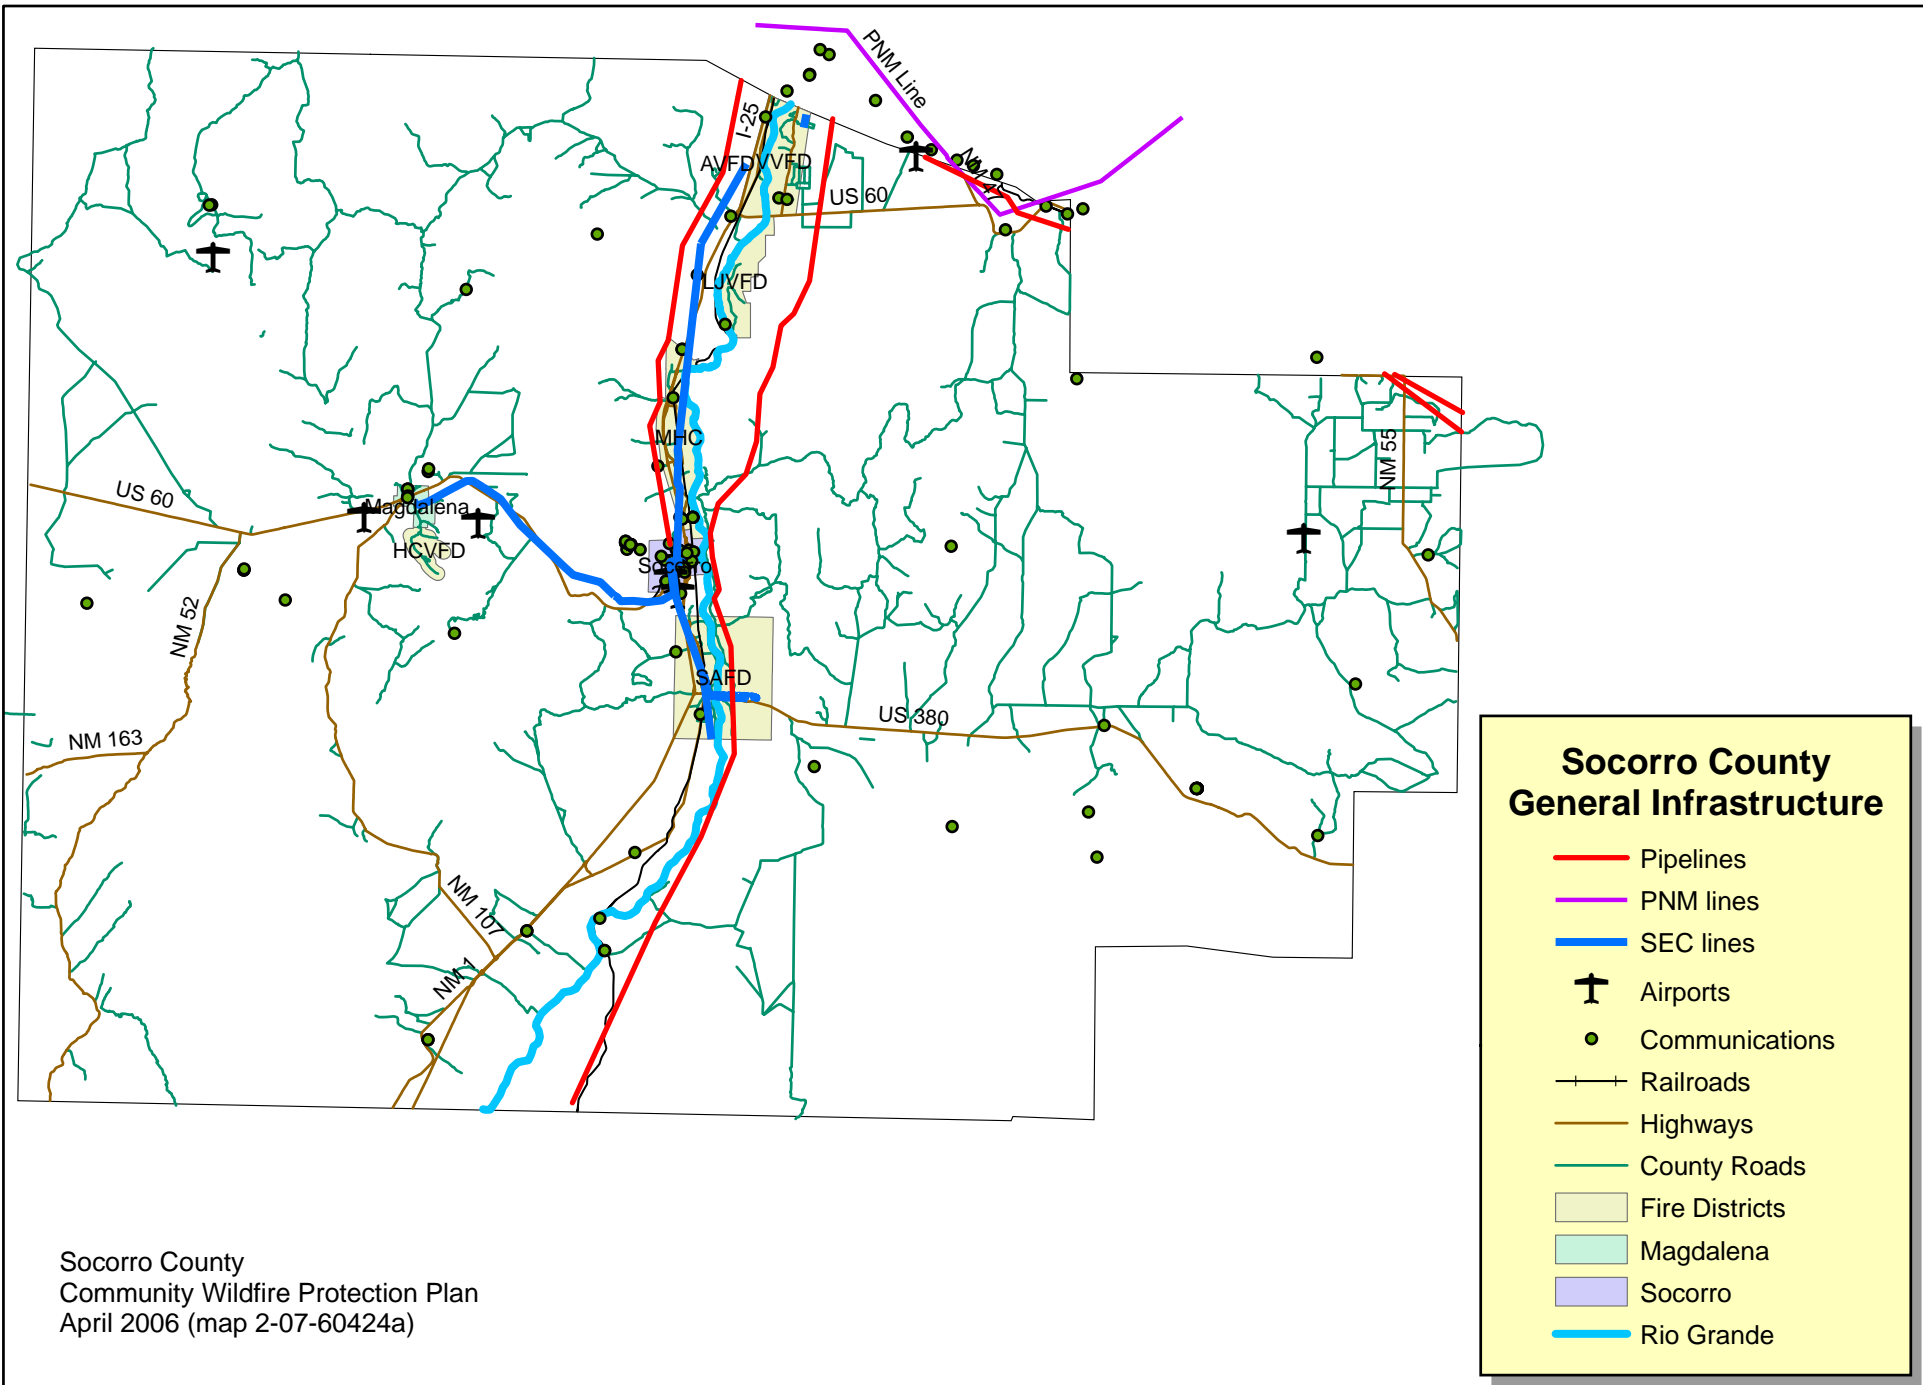 PNM Line
I-25
AVFD
VVFD
NM 47
US 60
LJVFD
MHC
NM 55
US 60
Magdalena
HCVFD
Socorro
NM 52
SAFD
US 380
NM 163
NM 107
NM 1
Socorro County
General Infrastructure
Pipelines
PNM lines
SEC lines
Airports
Communications
Railroads
Highways
County Roads
Fire Districts
Magdalena
Socorro
Rio Grande
Socorro County
Community Wildfire Protection Plan
April 2006 (map 2-07-60424a)